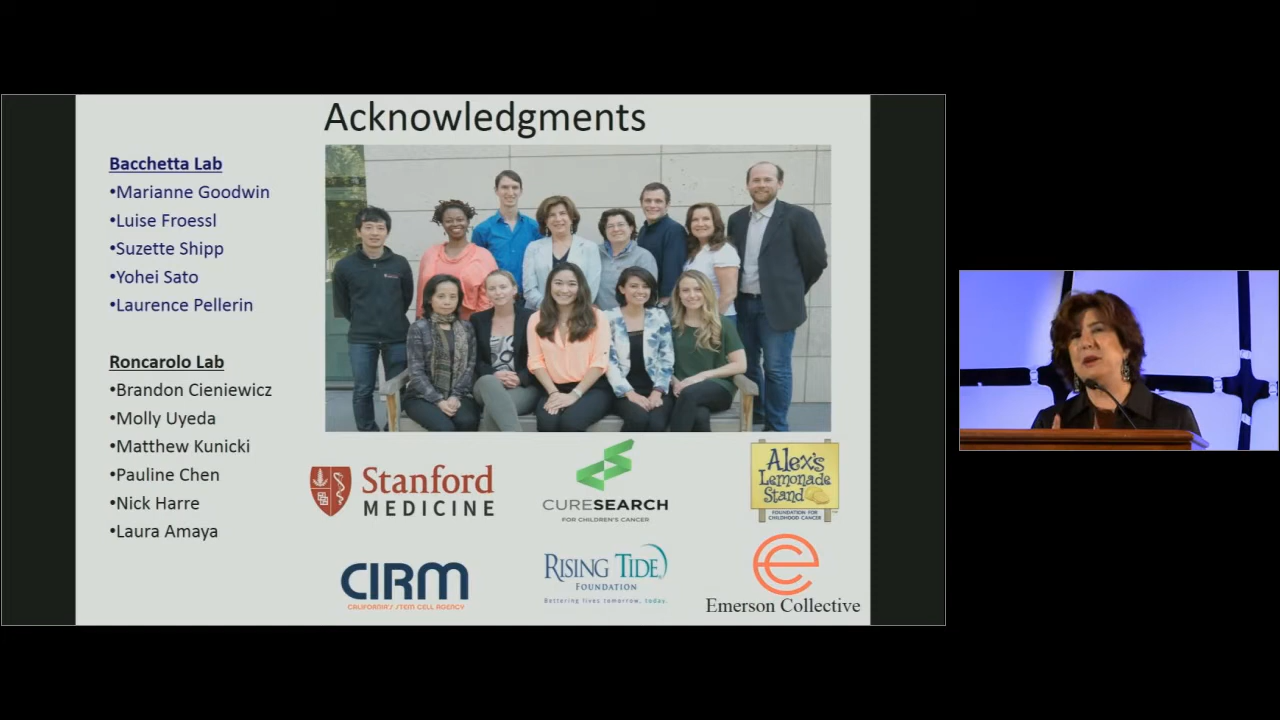 Acknowledgments
Bacchetta Lab
•Marianne Goodwin
•Luise Froessl
•Suzette Shipp
•Yohei Sato
•Laurence Pellerin
Roncarolo Lab
•Brandon Cieniewicz
•Molly Uyeda
•Matthew Kunicki
•Pauline Chen
•Nick Harre
•Laura Amaya
Stanford
MEDICINE
CURESEARCH
FOR CHILDREN'S CANCER
Alex's
Lemonade
Stand
FOUNDATION FOR
CHILDHOOD CANCER
CIRM
CALIFORNIA'S STEM CELL AGENCY
RISING TIDE
FOUNDATION
Bettering lives tomorrow, today.
Emerson Collective